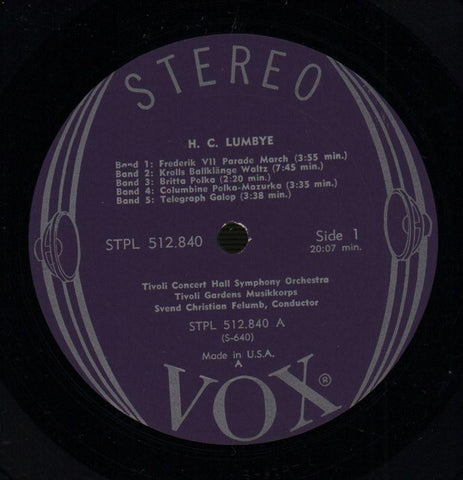 STEREO
H. C. LUMBYE
Band 1: Frederik VII Parade March (3:55 min.)
Band 2: Krolls Ballklänge Waltz (7:45 min.)
Band 3: Britta Polka (2:20 min.)
Band 4: Columbine Polka-Mazurka (3:35 min.)
Band 5: Telegraph Galop (3:38 min.)
STPL 512.840
Side 1
20:07 min.
Tivoli Concert Hall Symphony Orchestra
Tivoli Gardens Musikkorps
Svend Christian Felumb, Conductor
STPL 512.840 A
(S-640)
Made in U.S.A.
A
VOX®